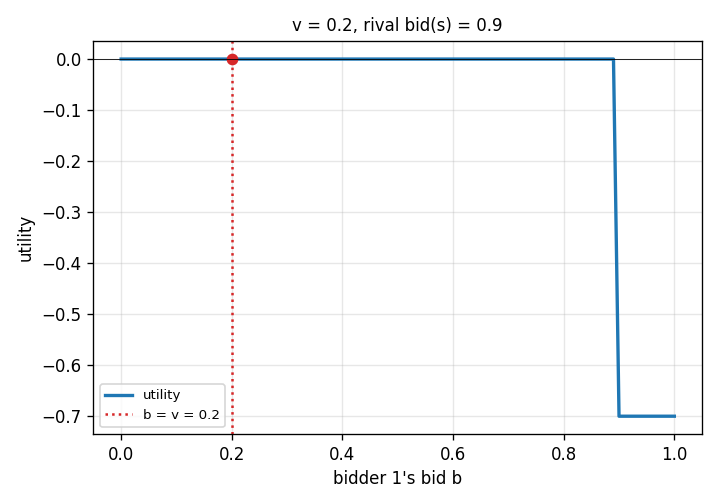 v = 0.2, rival bid(s) = 0.9
utility
0.0
−0.1
−0.2
−0.3
−0.4
−0.5
−0.6
−0.7
utility
b = v = 0.2
0.0 0.2 0.4 0.6 0.8 1.0
bidder 1's bid b